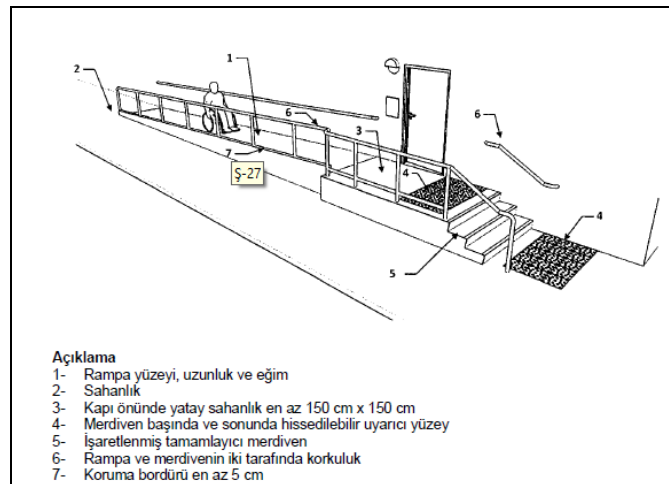 1
2
6
6
3
4
7
Ş-27
4
5
Açıklama
1- Rampa yüzeyi, uzunluk ve eğim
2- Sahanlık
3- Kapı önünde yatay sahanlık en az 150 cm x 150 cm
4- Merdiven başında ve sonunda hissedilebilir uyarıcı yüzey
5- İşaretlenmiş tamamlayıcı merdiven
6- Rampa ve merdivenin iki tarafında korkuluk
7- Koruma bordürü en az 5 cm